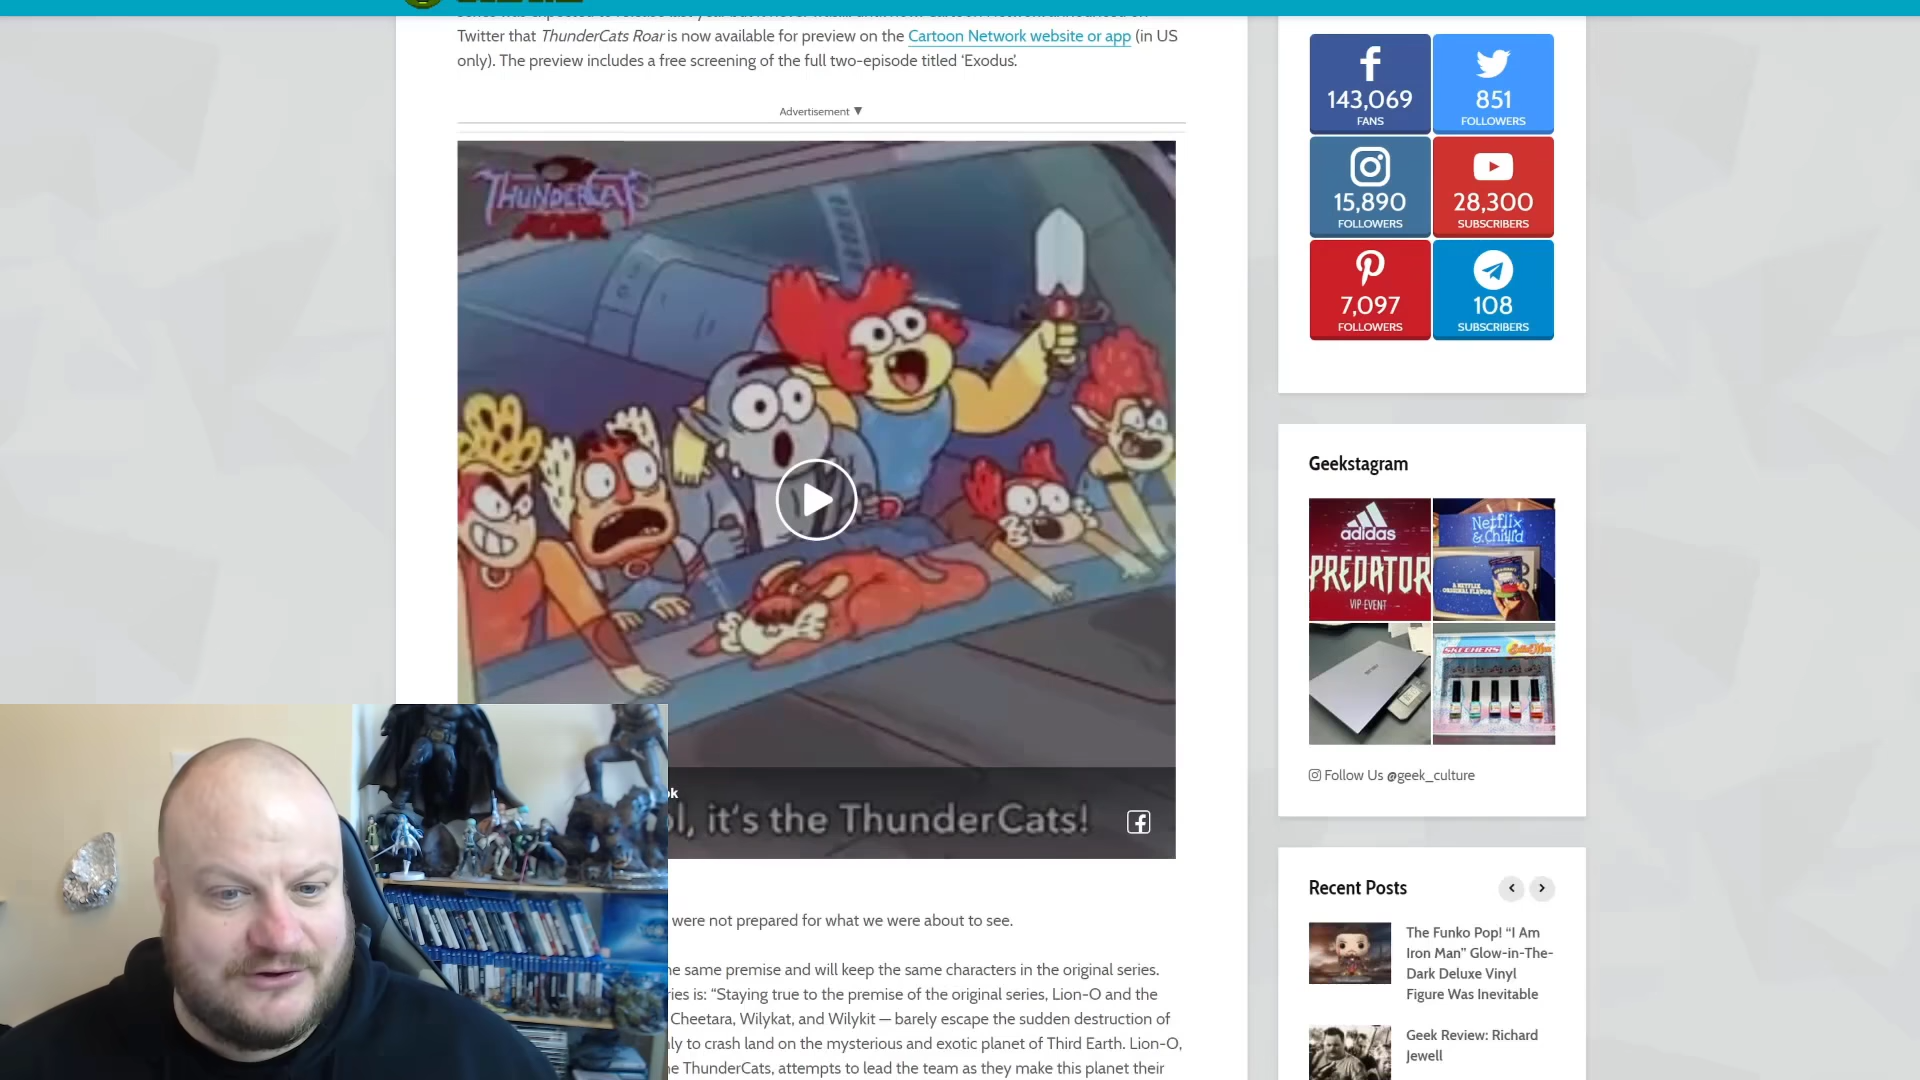 Twitter that ThunderCats Roar is now available for preview on the Cartoon Network website or app (in US
only). The preview includes a free screening of the full two-episode titled ‘Exodus’.
Advertisement ▼
THUNDERCATS
it's the ThunderCats!
were not prepared for what we were about to see.
same premise and will keep the same characters in the original series.
is: “Staying true to the premise of the original series, Lion-O and the
Cheetara, Wilykat, and Wilykit — barely escape the sudden destruction of
to crash land on the mysterious and exotic planet of Third Earth. Lion-O,
ThunderCats, attempts to lead the team as they make this planet their
143,069
FANS
851
FOLLOWERS
15,890
FOLLOWERS
28,300
SUBSCRIBERS
7,097
FOLLOWERS
108
SUBSCRIBERS
Geekstagram
adidas
PREDATOR
VIP EVENT
Netflix
& Chill'd
A NETFLIX
ORIGINAL FLAVOR
SKECHERS
Follow Us @geek_culture
Recent Posts
The Funko Pop! “I Am
Iron Man” Glow-in-The-
Dark Deluxe Vinyl
Figure Was Inevitable
Geek Review: Richard
Jewell